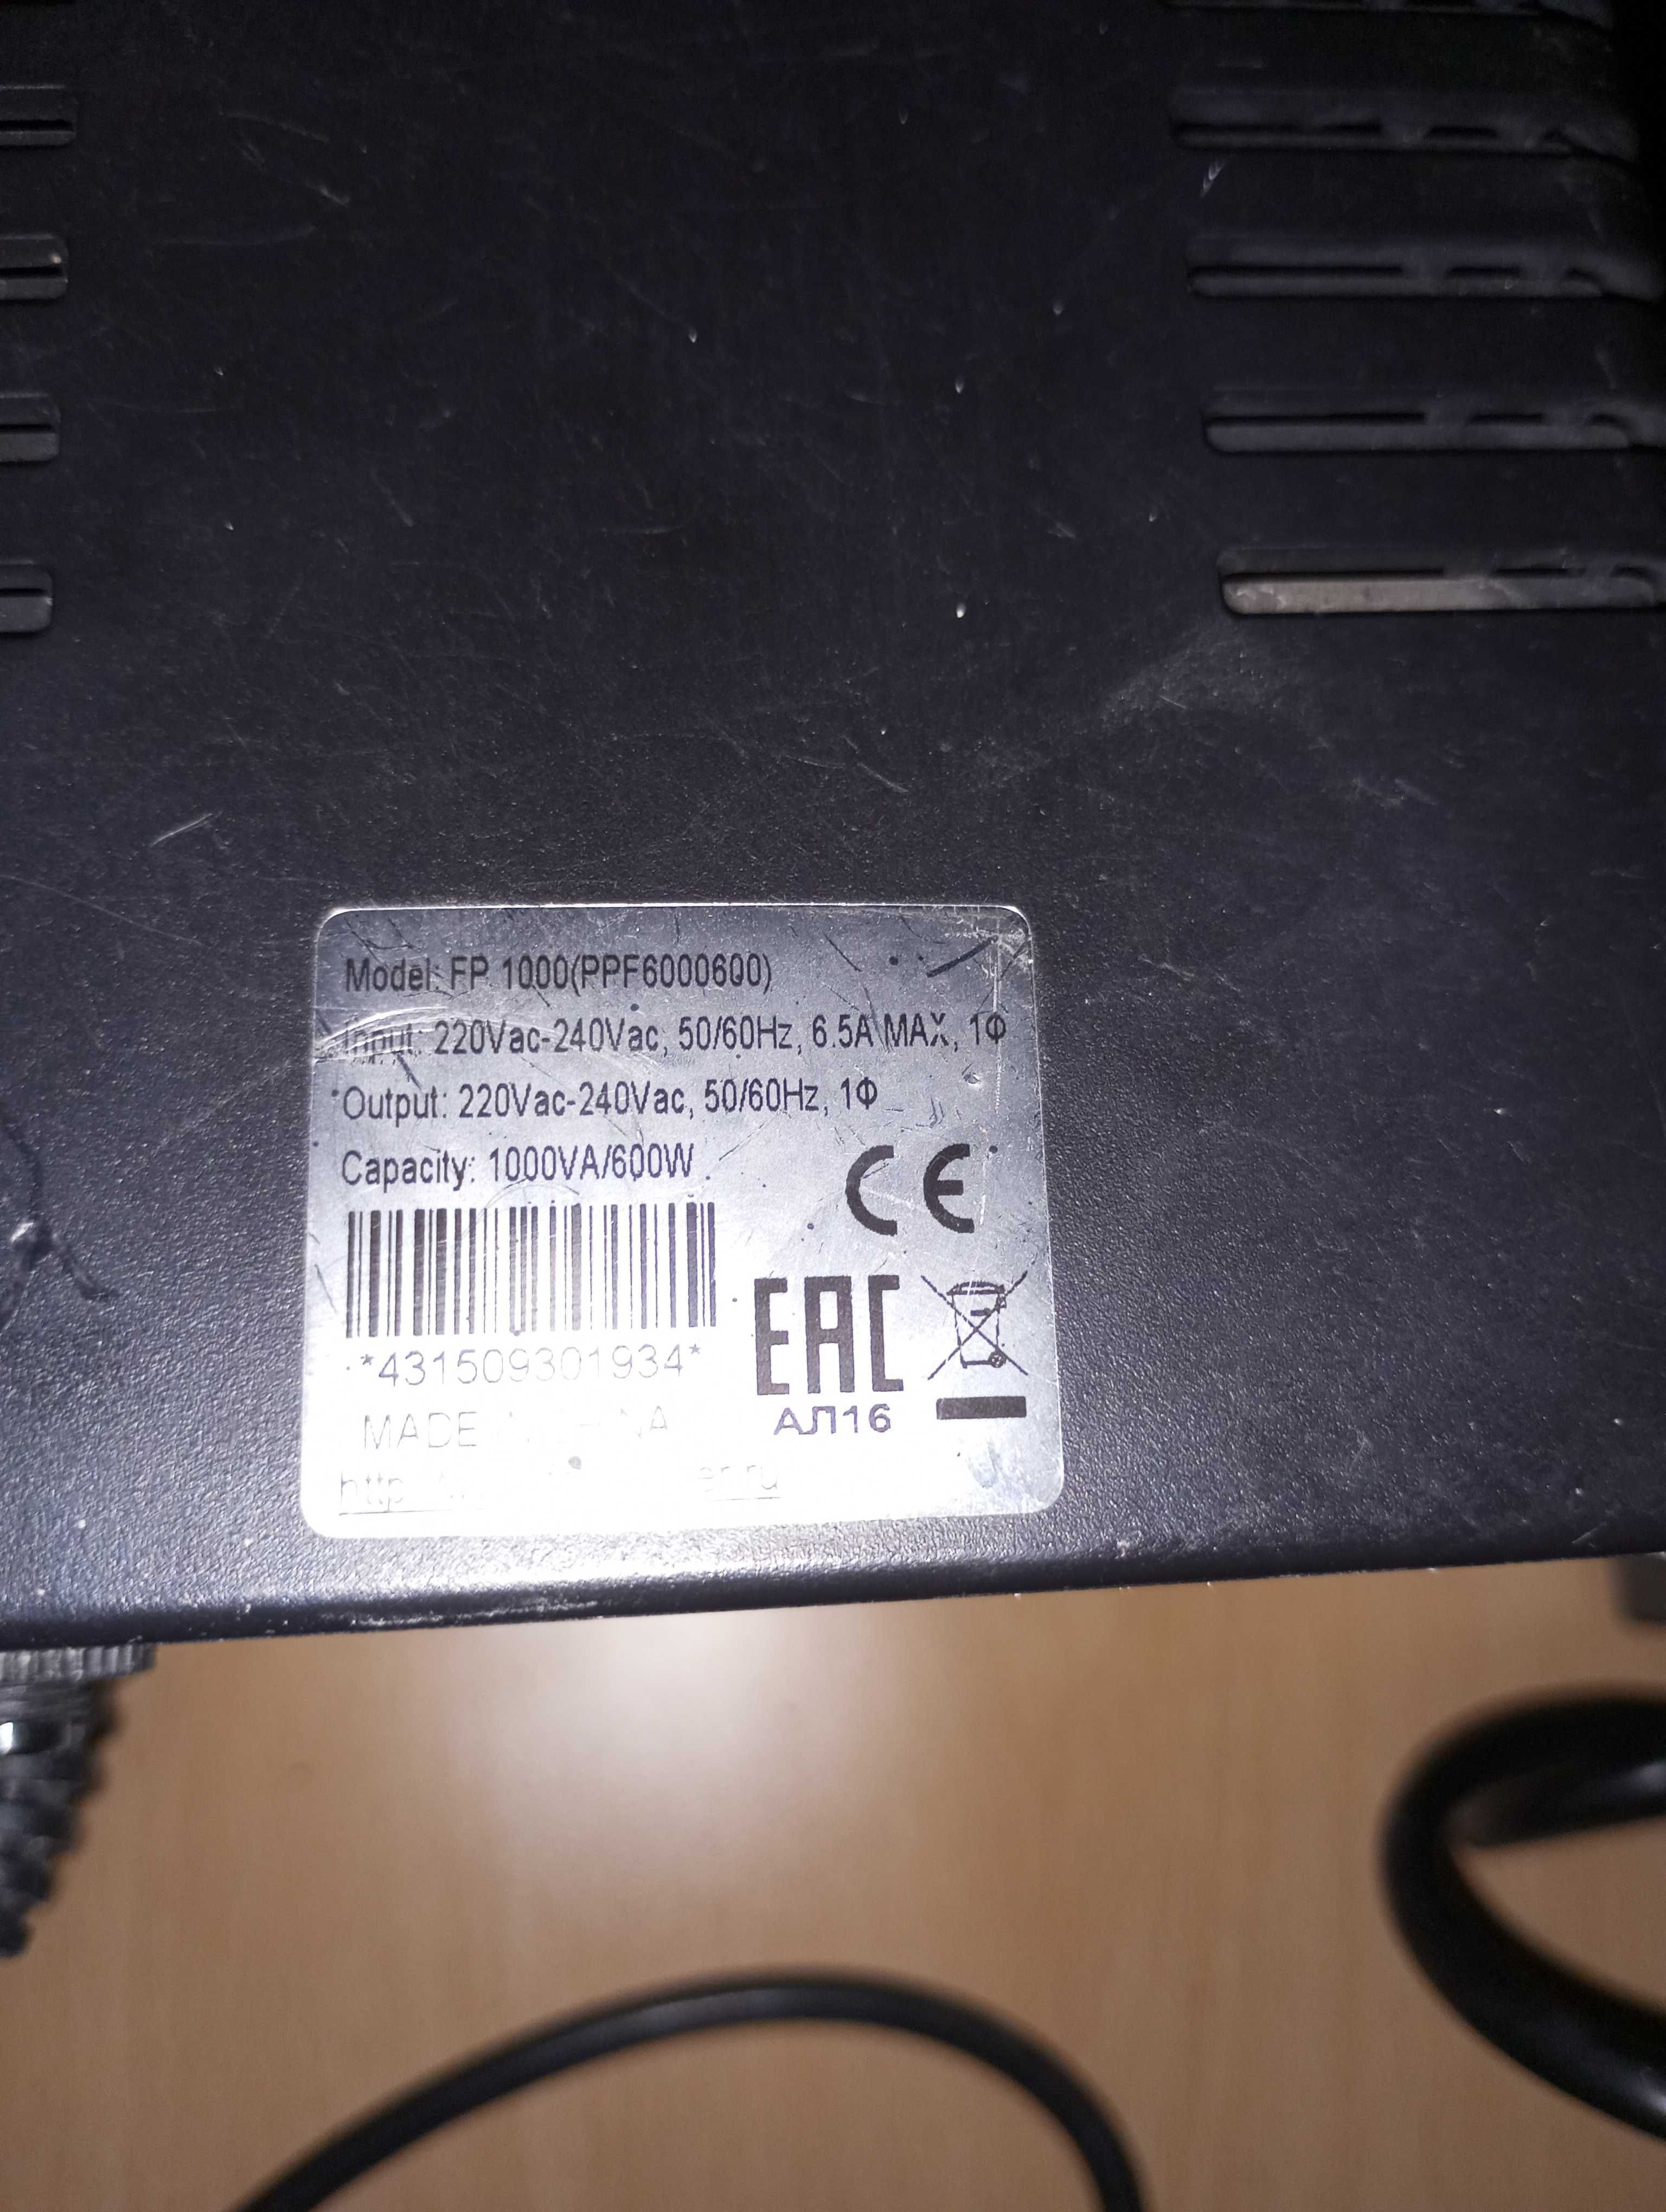 Model: FP 1000(PPF6000600)
Input: 220Vac-240Vac, 50/60Hz, 6.5A MAX, 1Φ
Output: 220Vac-240Vac, 50/60Hz, 1Φ
Capacity: 1000VA/600W
CE
*431509301934*
EAC
АЛ16
MADE